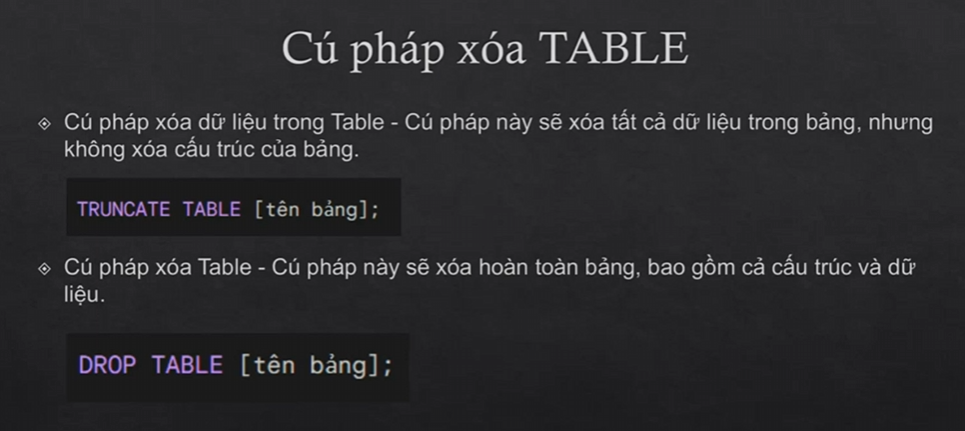 Cú pháp xóa TABLE
Cú pháp xóa dữ liệu trong Table - Cú pháp này sẽ xóa tất cả dữ liệu trong bảng, nhưng
không xóa cấu trúc của bảng.
TRUNCATE TABLE [tên bảng];
Cú pháp xóa Table - Cú pháp này sẽ xóa hoàn toàn bảng, bao gồm cả cấu trúc và dữ
liệu.
DROP TABLE [tên bảng];